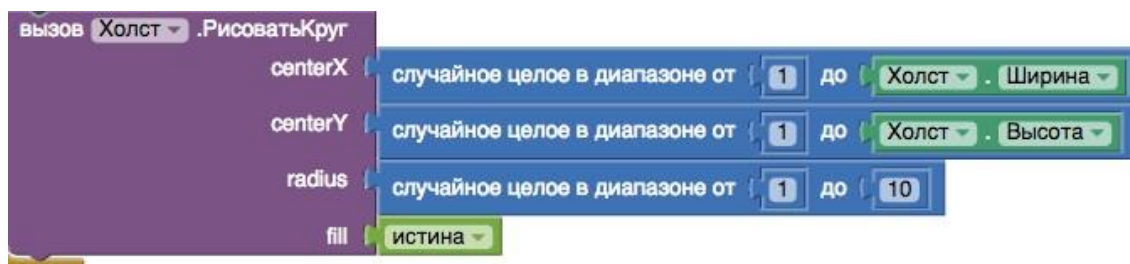 вызов Холст .РисоватьКруг
centerX случайное целое в диапазоне от 1 до Холст . Ширина
centerY случайное целое в диапазоне от 1 до Холст . Высота
radius случайное целое в диапазоне от 1 до 10
fill истина